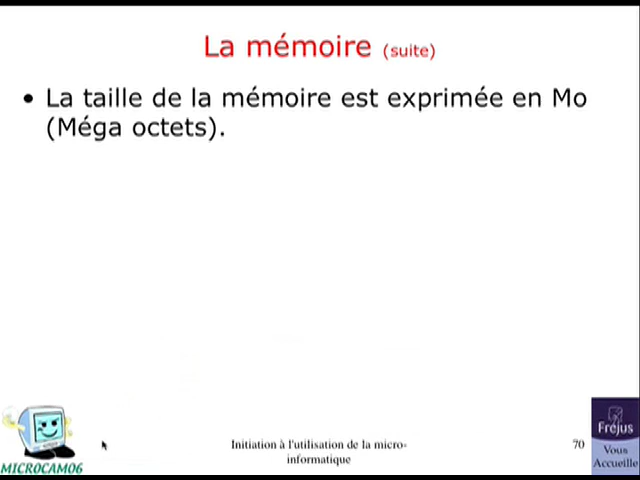 La mémoire (suite)
• La taille de la mémoire est exprimée en Mo
(Méga octets).
MICROCAM06
Initiation à l'utilisation de la micro-
informatique
70
Fréjus
Vous
Accueille